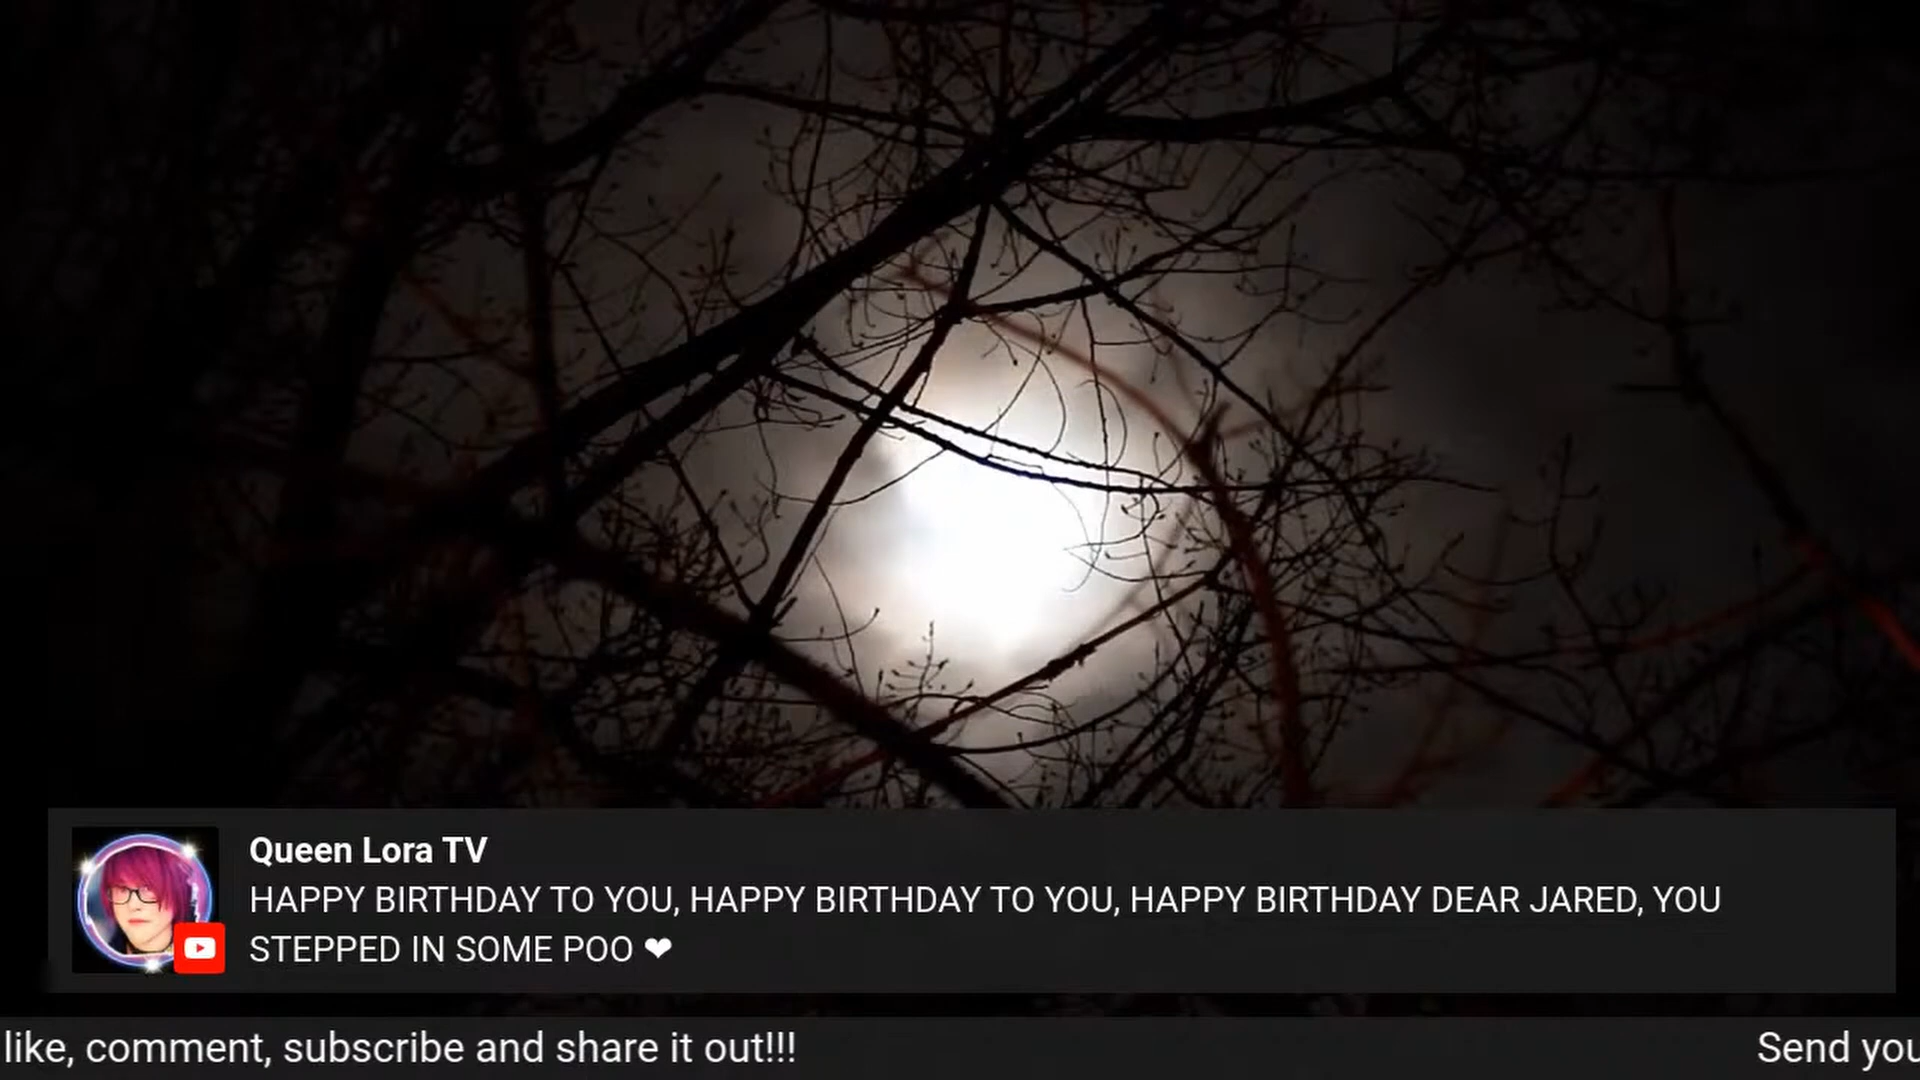 Queen Lora TV
HAPPY BIRTHDAY TO YOU, HAPPY BIRTHDAY TO YOU, HAPPY BIRTHDAY DEAR JARED, YOU
STEPPED IN SOME POO ❤
like, comment, subscribe and share it out!!!
Send you